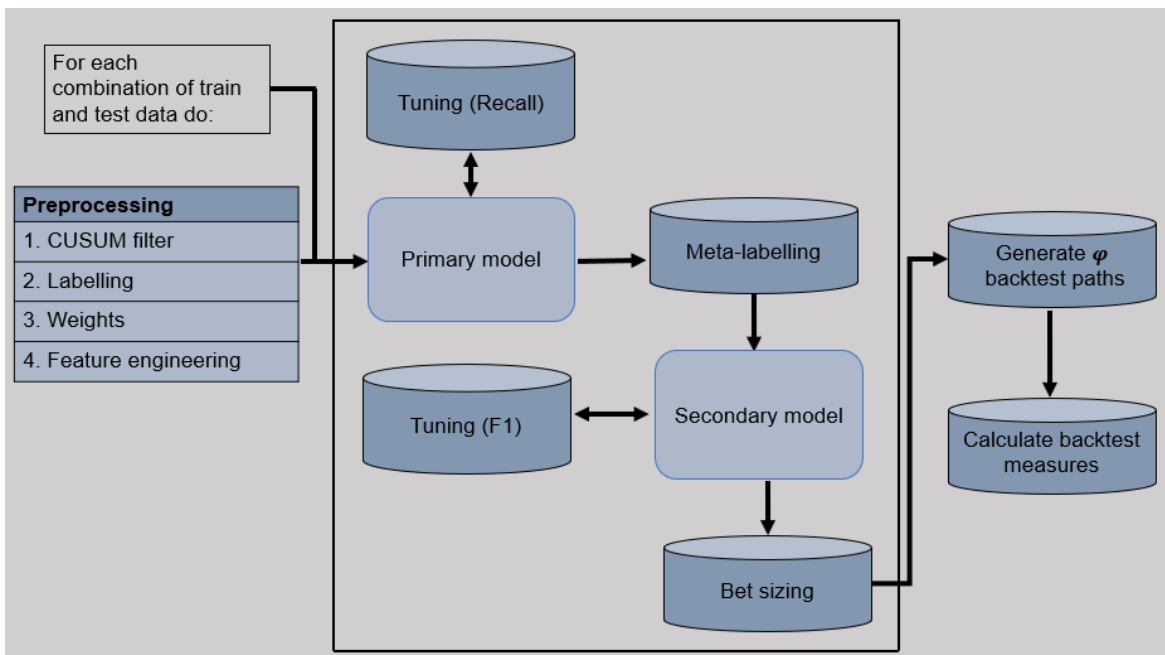 For each
combination of train
and test data do:
Preprocessing
1. CUSUM filter
2. Labelling
3. Weights
4. Feature engineering
Tuning (Recall)
Primary model
Meta-labelling
Tuning (F1)
Secondary model
Bet sizing
Generate φ
backtest paths
Calculate backtest
measures